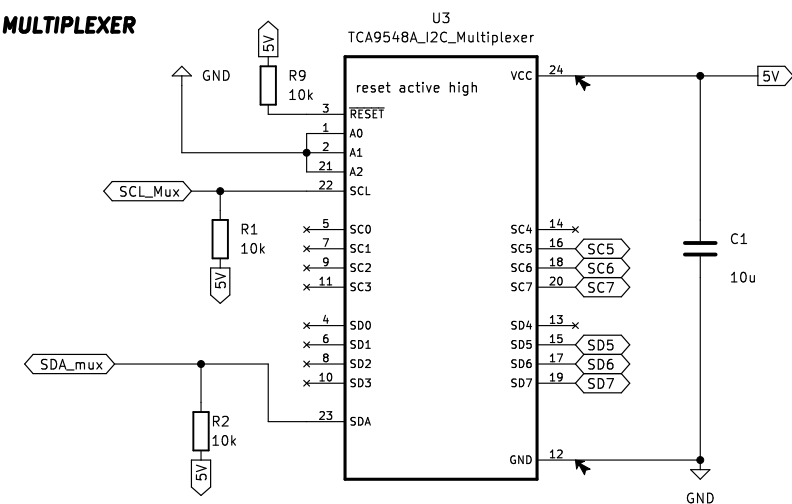 MULTIPLEXER
U3
TCA9548A_I2C_Multiplexer
5V
GND
R9
10k
reset active high
VCC
24
5V
3
RESET
1
A0
2
A1
21
A2
SCL_Mux
22
SCL
R1
10k
5V
5
SC0
7
SC1
9
SC2
11
SC3
SC4
14
SC5
16
SC5
SC6
18
SC6
SC7
20
SC7
C1
10u
4
SD0
6
SD1
8
SD2
10
SD3
SD4
13
SD5
15
SD5
SD6
17
SD6
SD7
19
SD7
SDA_mux
R2
10k
5V
23
SDA
GND
12
GND